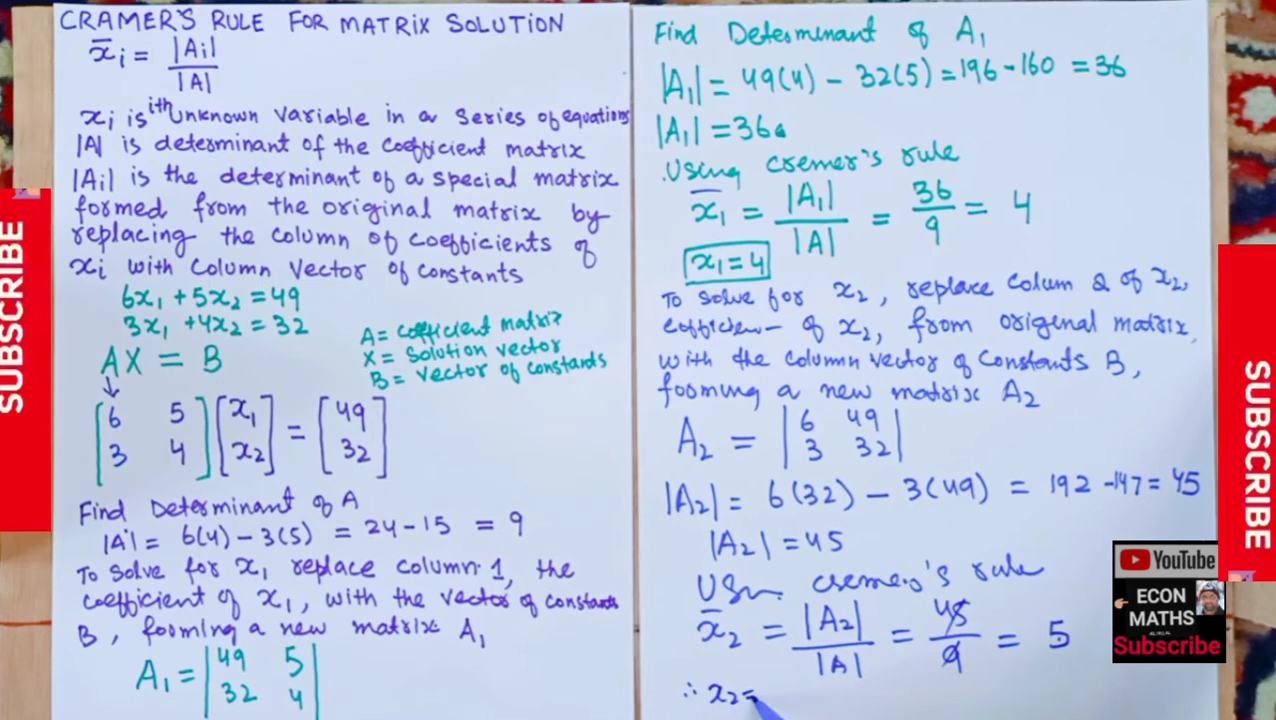 CRAMER'S RULE FOR MATRIX SOLUTION
x̄i = |Ai| / |A|
xi is ith Unknown variable in a series of equations
|A| is determinant of the coefficient matrix
|Ai| is the determinant of a special matrix
formed from the original matrix by
replacing the column of coefficients of
xi with column vector of constants
6x1 + 5x2 = 49
3x1 + 4x2 = 32
A = coefficient matrix
X = Solution vector
B = Vector of constants
AX = B
[6 5] [x1] = [49]
[3 4] [x2] [32]
Find Determinant of A
|A| = 6(4) - 3(5) = 24 - 15 = 9
To solve for x1 replace column 1, the
coefficient of x1, with the vector of constants
B, forming a new matrix A1
A1 = |49 5|
|32 4|
Find Determinant of A1
|A1| = 49(4) - 32(5) = 196 - 160 = 36
|A1| = 36
Using cremer's rule
x̄1 = |A1| / |A| = 36/9 = 4
x1 = 4
To solve for x2, replace colum 2 of x2,
with the column vector of constants B,
forming a new matrix A2
A2 = |6 49|
|3 32|
|A2| = 6(32) - 3(49) = 192 - 147 = 45
|A2| = 45
cremer's rule
x̄2 = |A2| / |A| = 45/9 = 5
∴ x2 =
SUBSCRIBE
SUBSCRIBE
YouTube
ECON
MATHS
Subscribe